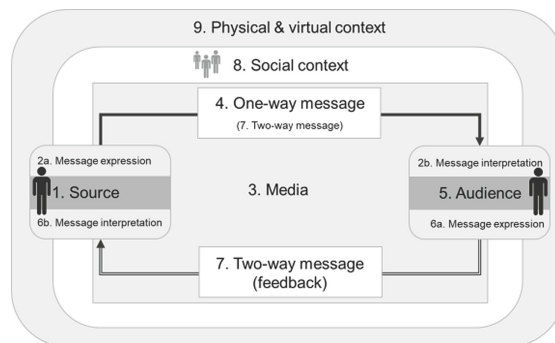 9. Physical & virtual context
8. Social context
4. One-way message
(7. Two-way message)
2a. Message expression
1. Source
6b. Message interpretation
3. Media
2b. Message interpretation
5. Audience
6a. Message expression
7. Two-way message
(feedback)